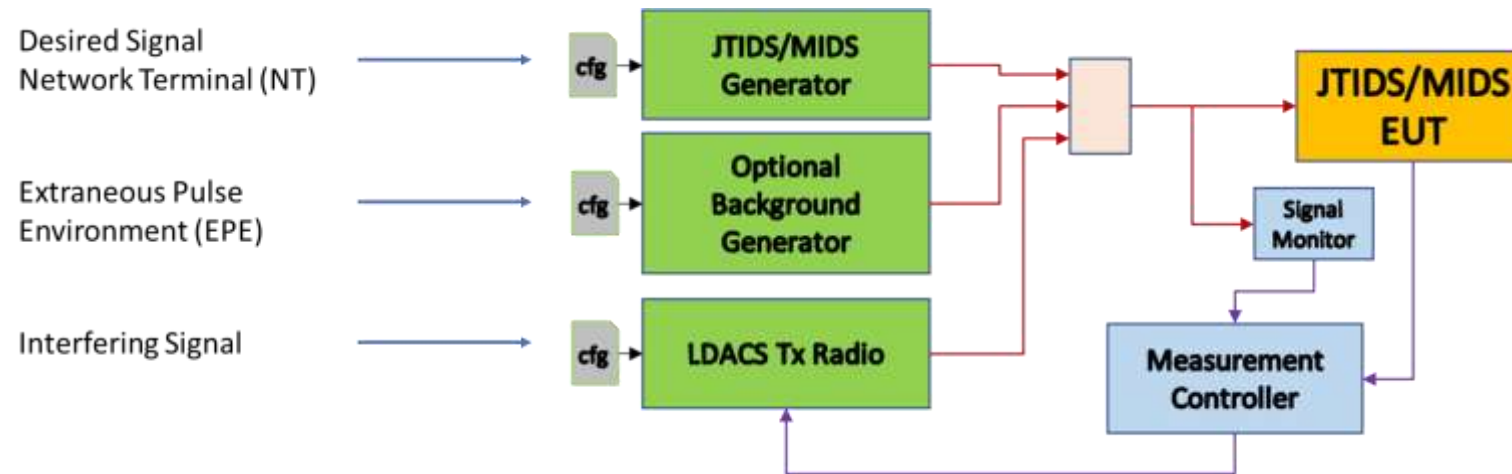 Desired Signal
Network Terminal (NT)
cfg
JTIDS/MIDS
Generator
JTIDS/MIDS
EUT
Extraneous Pulse
Environment (EPE)
cfg
Optional
Background
Generator
Signal
Monitor
Interfering Signal
cfg
LDACS Tx Radio
Measurement
Controller